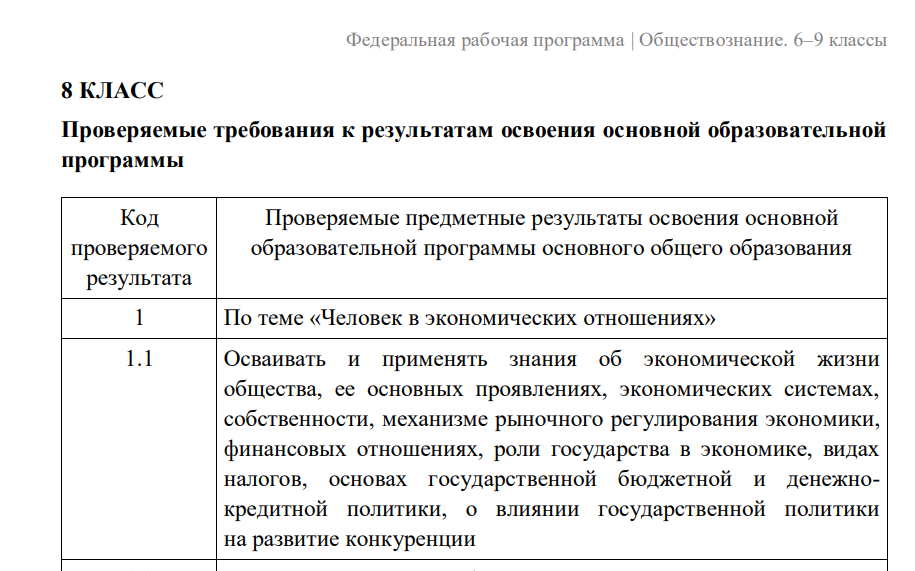 Федеральная рабочая программа | Обществознание. 6–9 классы
8 КЛАСС
Проверяемые требования к результатам освоения основной образовательной
программы
Код
проверяемого
результата
Проверяемые предметные результаты освоения основной
образовательной программы основного общего образования
1
По теме «Человек в экономических отношениях»
1.1
Осваивать и применять знания об экономической жизни
общества, ее основных проявлениях, экономических системах,
собственности, механизме рыночного регулирования экономики,
финансовых отношениях, роли государства в экономике, видах
налогов, основах государственной бюджетной и денежно-
кредитной политики, о влиянии государственной политики
на развитие конкуренции